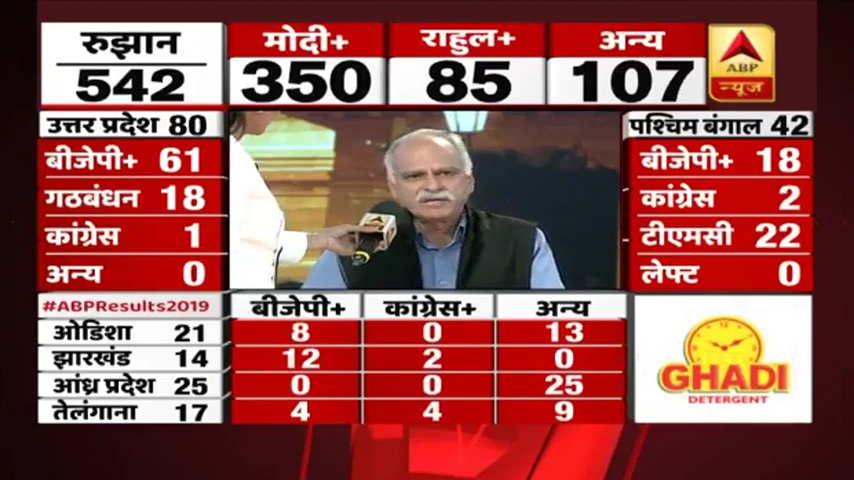 रुझान 542
मोदी+ 350
राहुल+ 85
अन्य 107
ABP
न्यूज़
उत्तर प्रदेश 80
बीजेपी+ 61
गठबंधन 18
कांग्रेस 1
अन्य 0
पश्चिम बंगाल 42
बीजेपी+ 18
कांग्रेस 2
टीएमसी 22
लेफ्ट 0
#ABPResults2019 बीजेपी+ कांग्रेस+ अन्य
ओडिशा 21 8 0 13
झारखंड 14 12 2 0
आंध्र प्रदेश 25 0 0 25
तेलंगाना 17 4 4 9
GHADI
DETERGENT